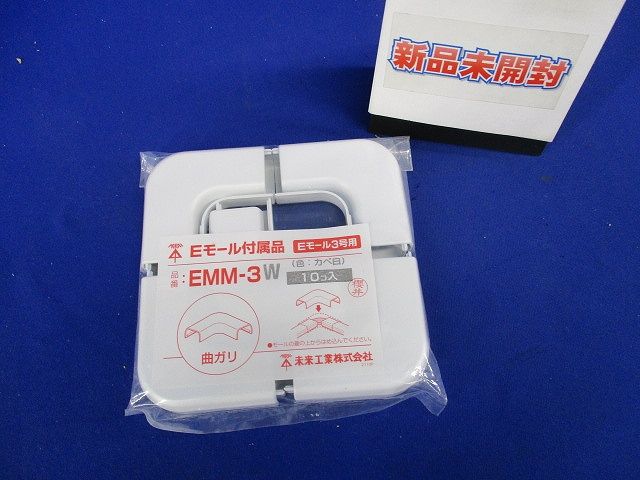 新品未開封
Eモール付属品
Eモール3号用
品番:
EMM-3W
(色:カベ白)
10コ入
櫻井
曲ガリ
●モールの蓋の上からはめ込んでください。
未来工業株式会社